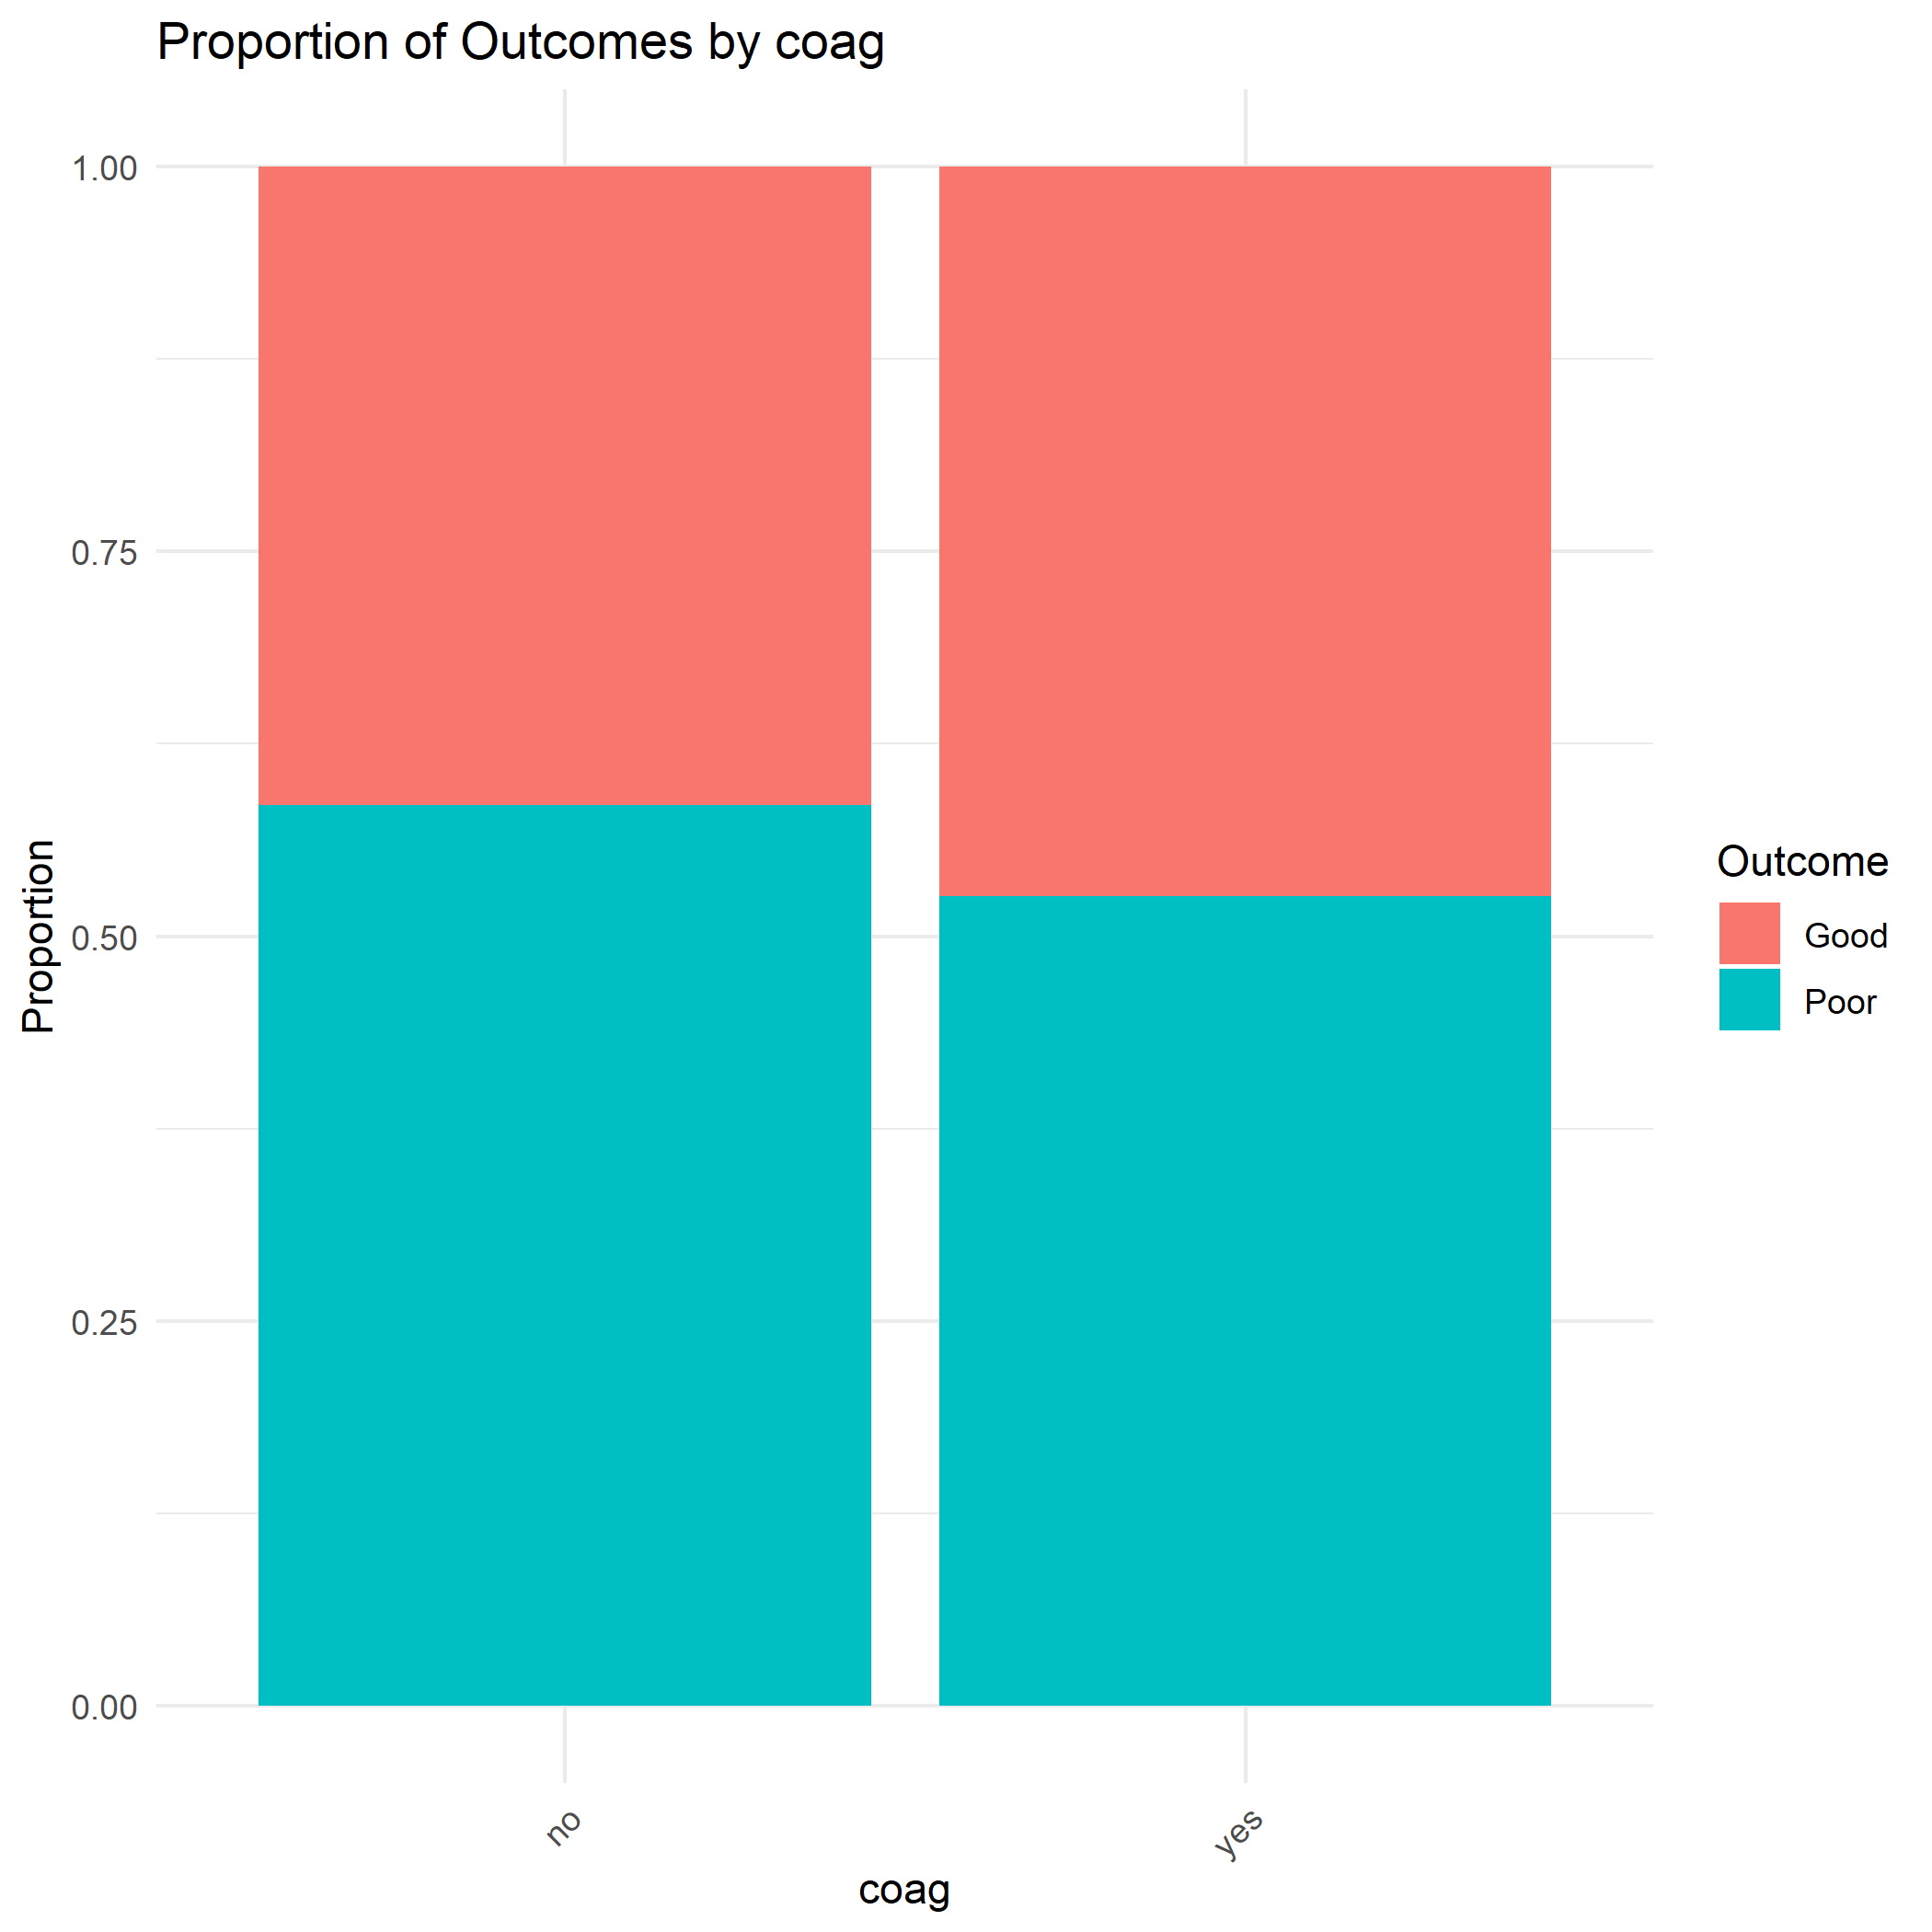 Proportion of Outcomes by coag
1.00
0.75
0.50
0.25
0.00
Proportion
no
yes
coag
Outcome
Good
Poor